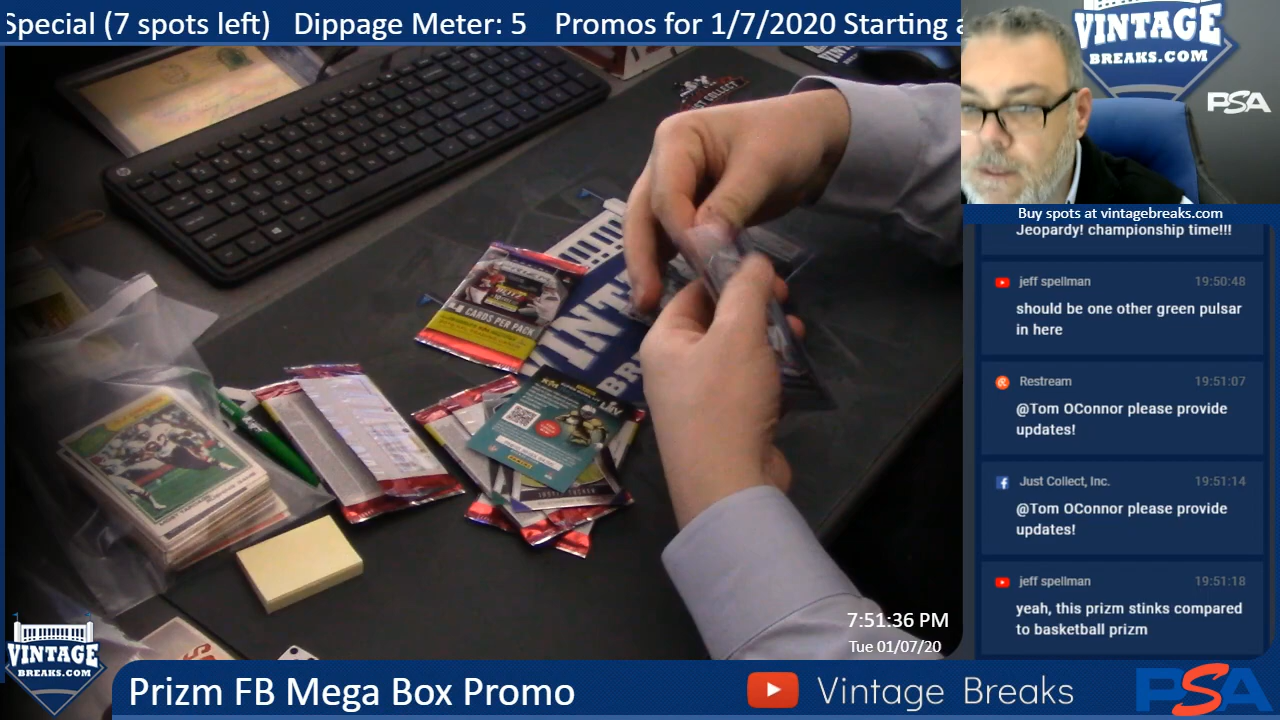 Special (7 spots left) Dippage Meter: 5 Promos for 1/7/2020 Starting a
VINTAGE
BREAKS.COM
PSA
Buy spots at vintagebreaks.com
Jeopardy! championship time!!!
jeff spellman 19:50:48
should be one other green pulsar
in here
Restream 19:51:07
@Tom OConnor please provide
updates!
Just Collect, Inc. 19:51:14
@Tom OConnor please provide
updates!
jeff spellman 19:51:18
yeah, this prizm stinks compared
to basketball prizm
CARDS PER PACK
VINT
BR
PANINI
7:51:36 PM
Tue 01/07/20
VINTAGE
BREAKS.COM
Prizm FB Mega Box Promo
Vintage Breaks
PSA